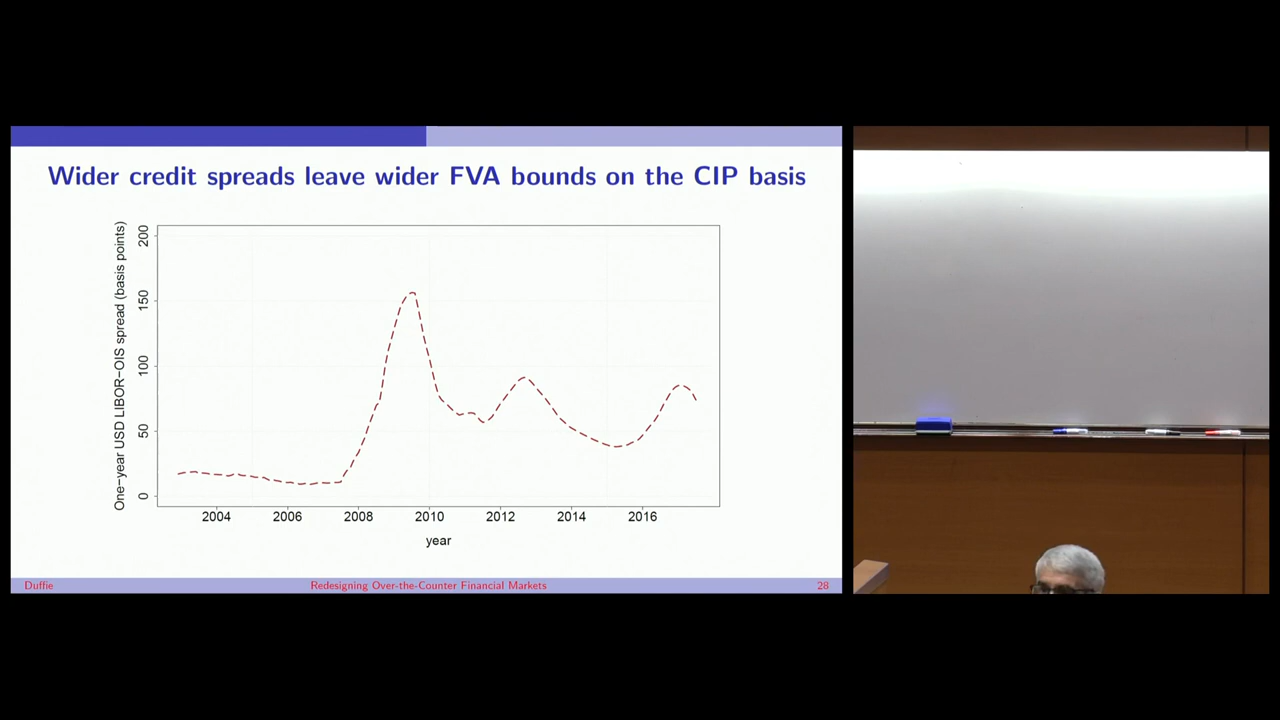 Wider credit spreads leave wider FVA bounds on the CIP basis
One−year USD LIBOR−OIS spread (basis points)
200
150
100
50
0
2004 2006 2008 2010 2012 2014 2016
year
Duffie Redesigning Over-the-Counter Financial Markets 28